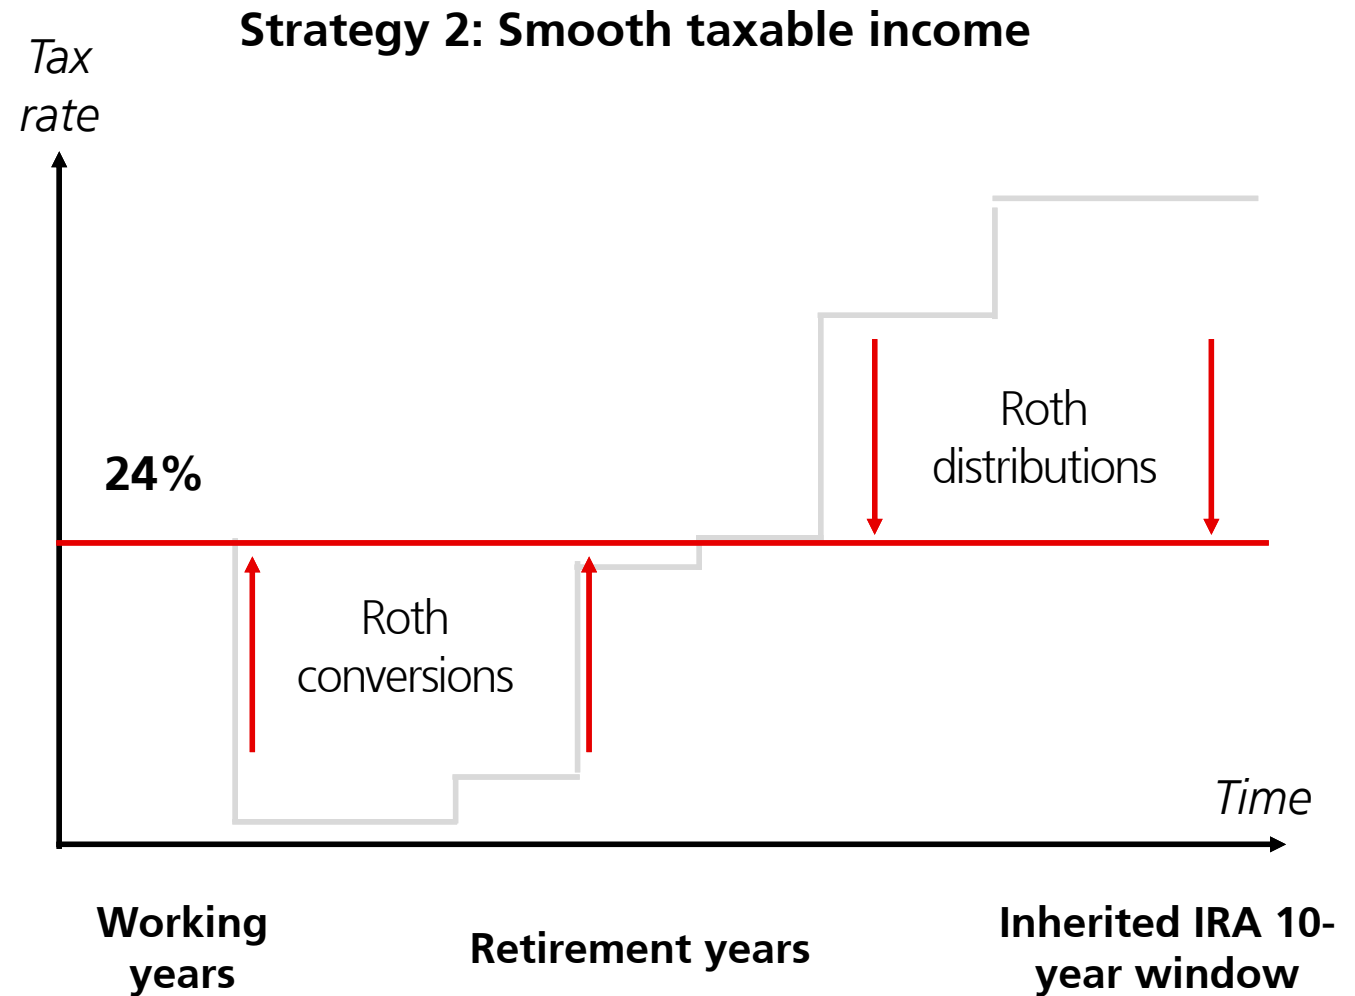 Strategy 2: Smooth taxable income
Tax
rate
24%
Roth
distributions
Roth
conversions
Time
Working
years
Retirement years
Inherited IRA 10-
year window